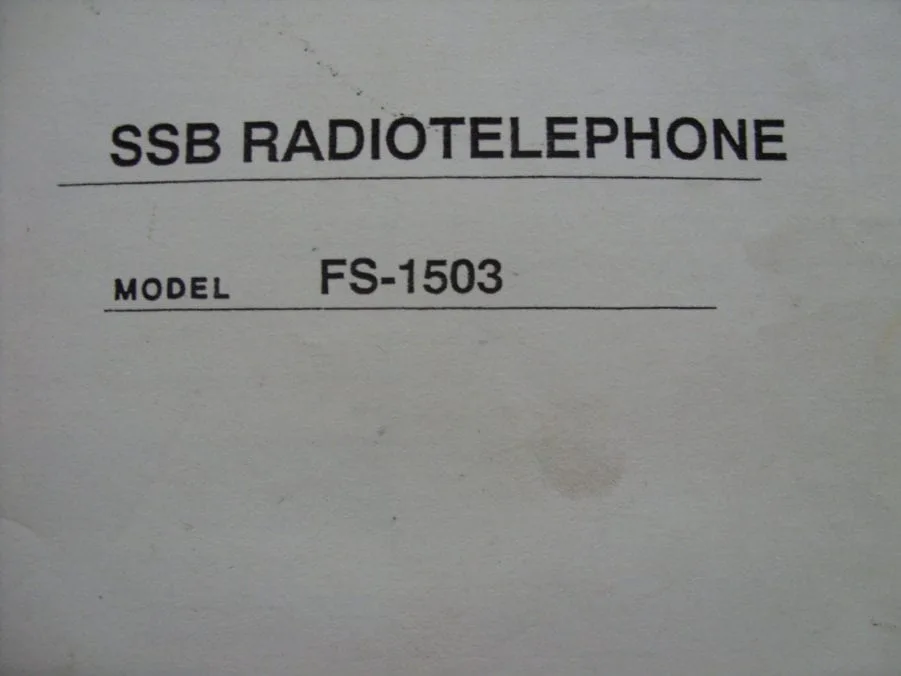 SSB RADIOTELEPHONE
MODEL FS-1503